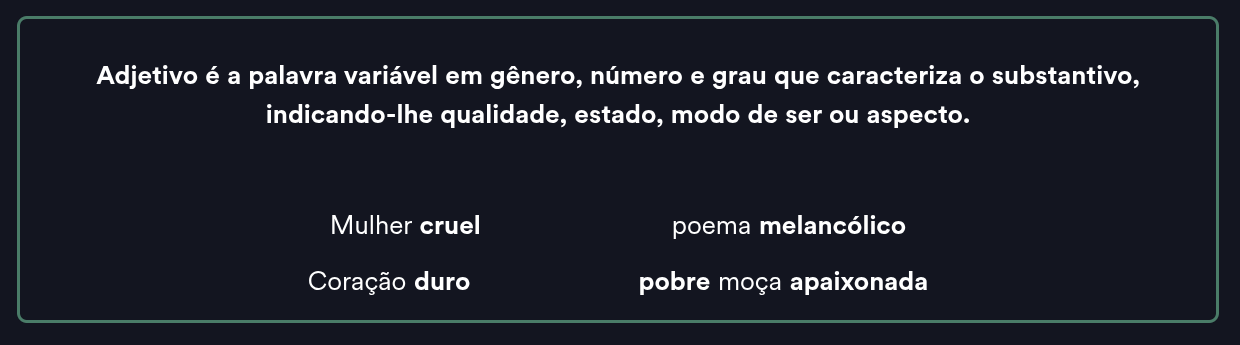 Adjetivo é a palavra variável em gênero, número e grau que caracteriza o substantivo,
indicando-lhe qualidade, estado, modo de ser ou aspecto.
Mulher cruel
poema melancólico
Coração duro
pobre moça apaixonada